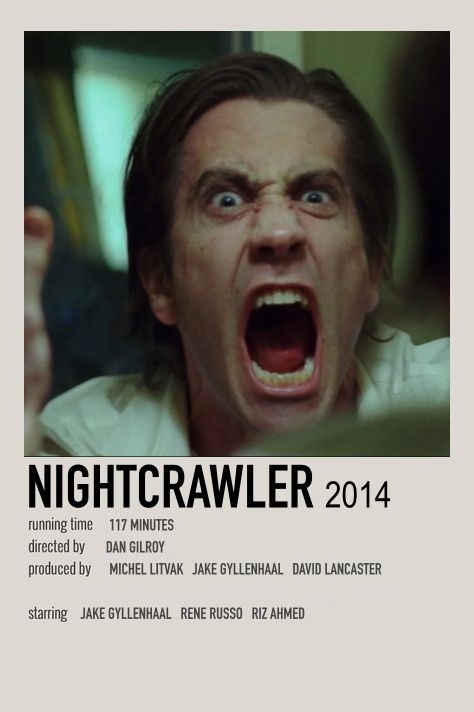 NIGHTCRAWLER 2014
running time 117 MINUTES
directed by DAN GILROY
produced by MICHEL LITVAK JAKE GYLLENHAAL DAVID LANCASTER
starring JAKE GYLLENHAAL RENE RUSSO RIZ AHMED